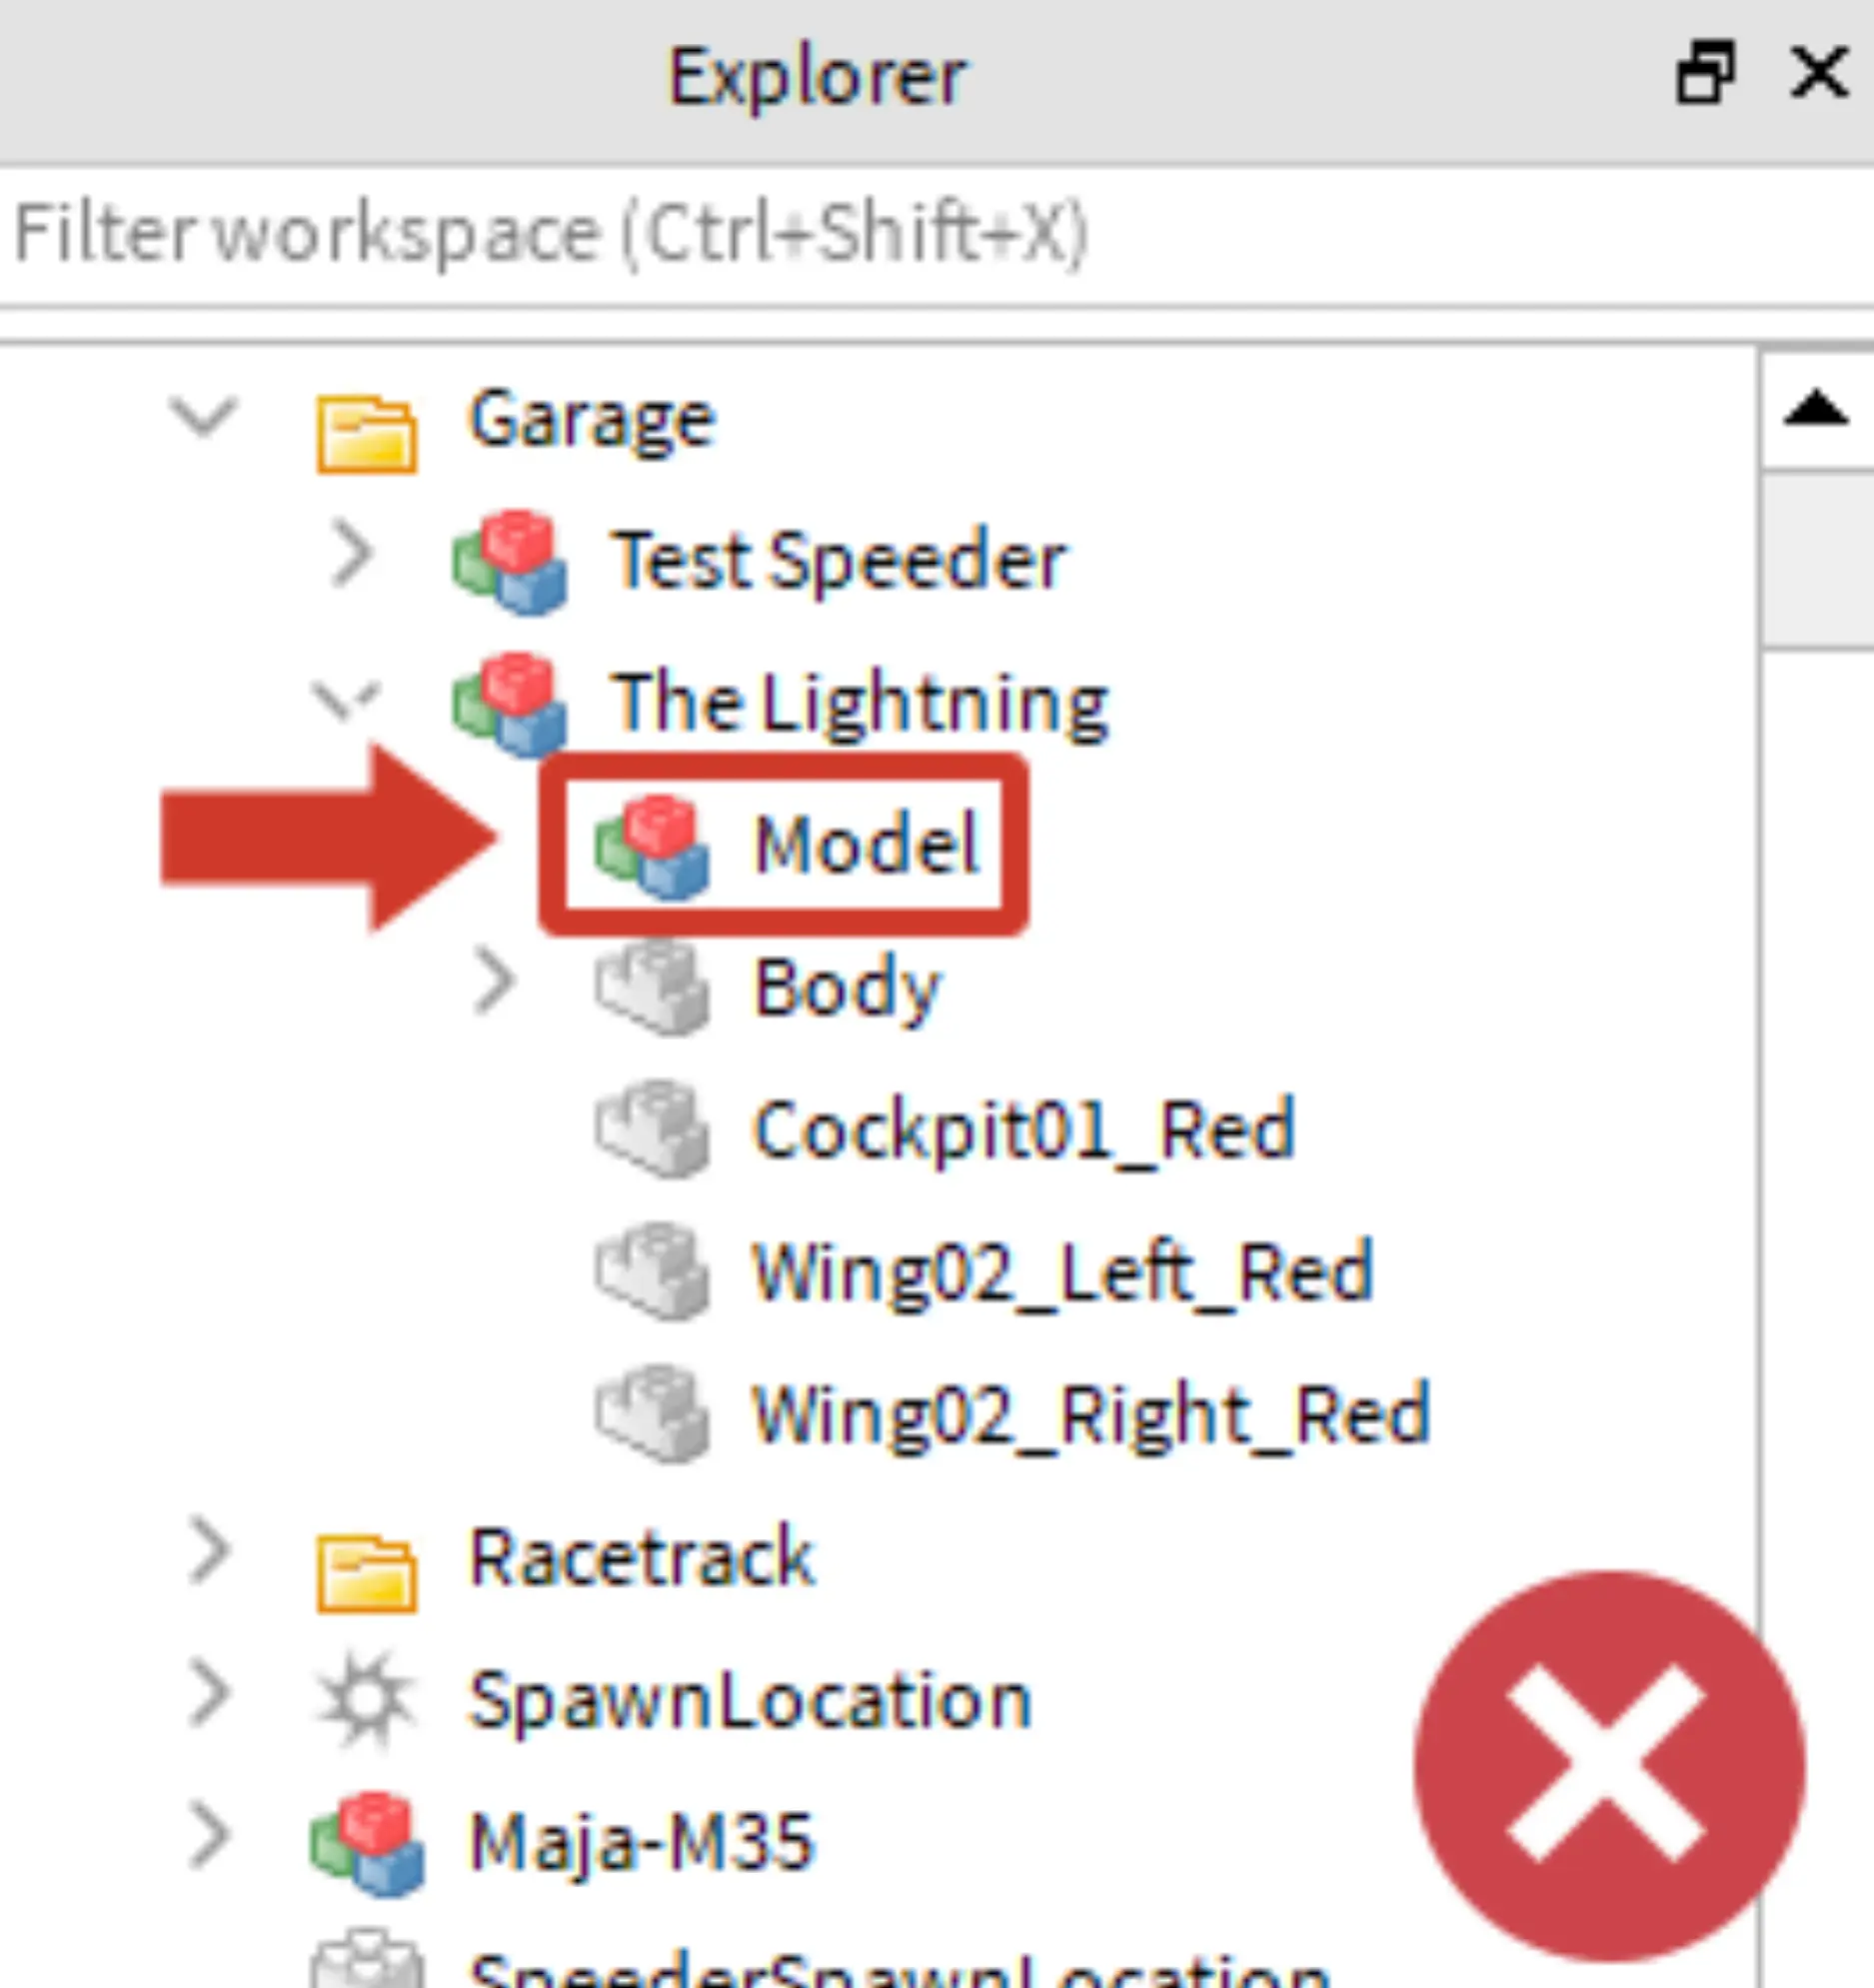 Explorer
Filter workspace (Ctrl+Shift+X)
Garage
Test Speeder
The Lightning
Model
Body
Cockpit01_Red
Wing02_Left_Red
Wing02_Right_Red
Racetrack
SpawnLocation
Maja-M35
SpeederSpawnLocation